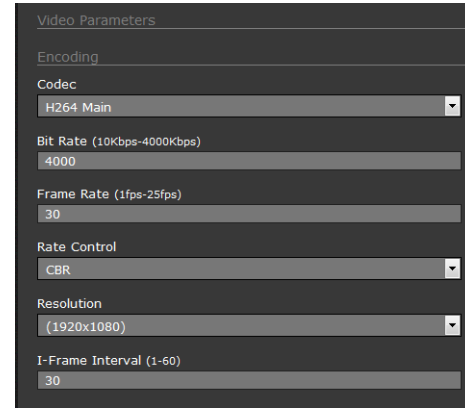 Video Parameters
Encoding
Codec
H264 Main
Bit Rate (10Kbps-4000Kbps)
4000
Frame Rate (1fps-25fps)
30
Rate Control
CBR
Resolution
(1920x1080)
I-Frame Interval (1-60)
30